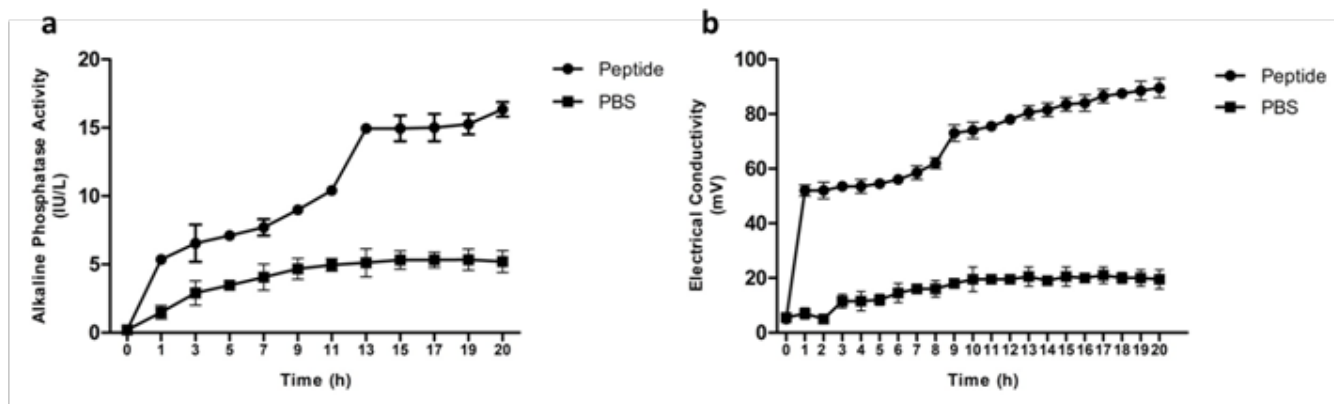 a
20
15
10
5
0
Alkaline Phosphatase Activity
(IU/L)
0 1 3 5 7 9 11 13 15 17 19 20
Time (h)
Peptide
PBS
b
100
80
60
40
20
0
Electrical Conductivity
(mV)
0 1 2 3 4 5 6 7 8 9 10 11 12 13 14 15 16 17 18 19 20
Time (h)
Peptide
PBS